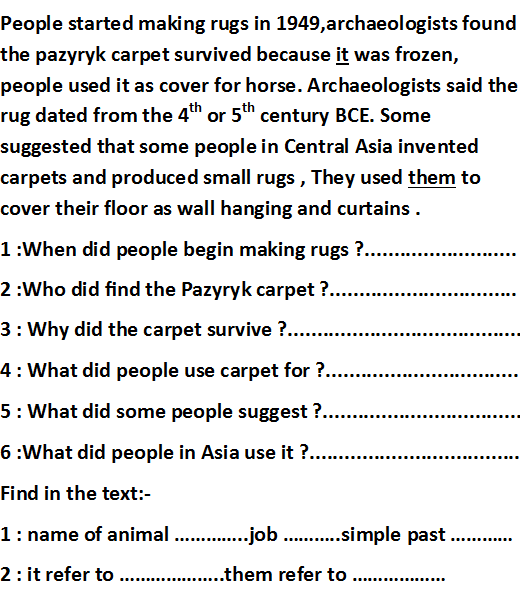 People started making rugs in 1949,archaeologists found
the pazyryk carpet survived because it was frozen,
people used it as cover for horse. Archaeologists said the
rug dated from the 4th or 5th century BCE. Some
suggested that some people in Central Asia invented
carpets and produced small rugs , They used them to
cover their floor as wall hanging and curtains .
1 :When did people begin making rugs ?..........................
2 :Who did find the Pazyryk carpet ?................................
3 : Why did the carpet survive ?........................................
4 : What did people use carpet for ?.................................
5 : What did some people suggest ?..................................
6 :What did people in Asia use it ?....................................
Find in the text:-
1 : name of animal ..............job ...........simple past ............
2 : it refer to ....................them refer to ..................